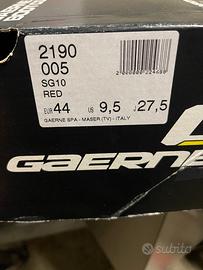 2190
005
SG10
RED
EUR 44 US 9,5 J 27,5
GAERNE SPA - MASER (TV) - ITALY
GAERNE
subito